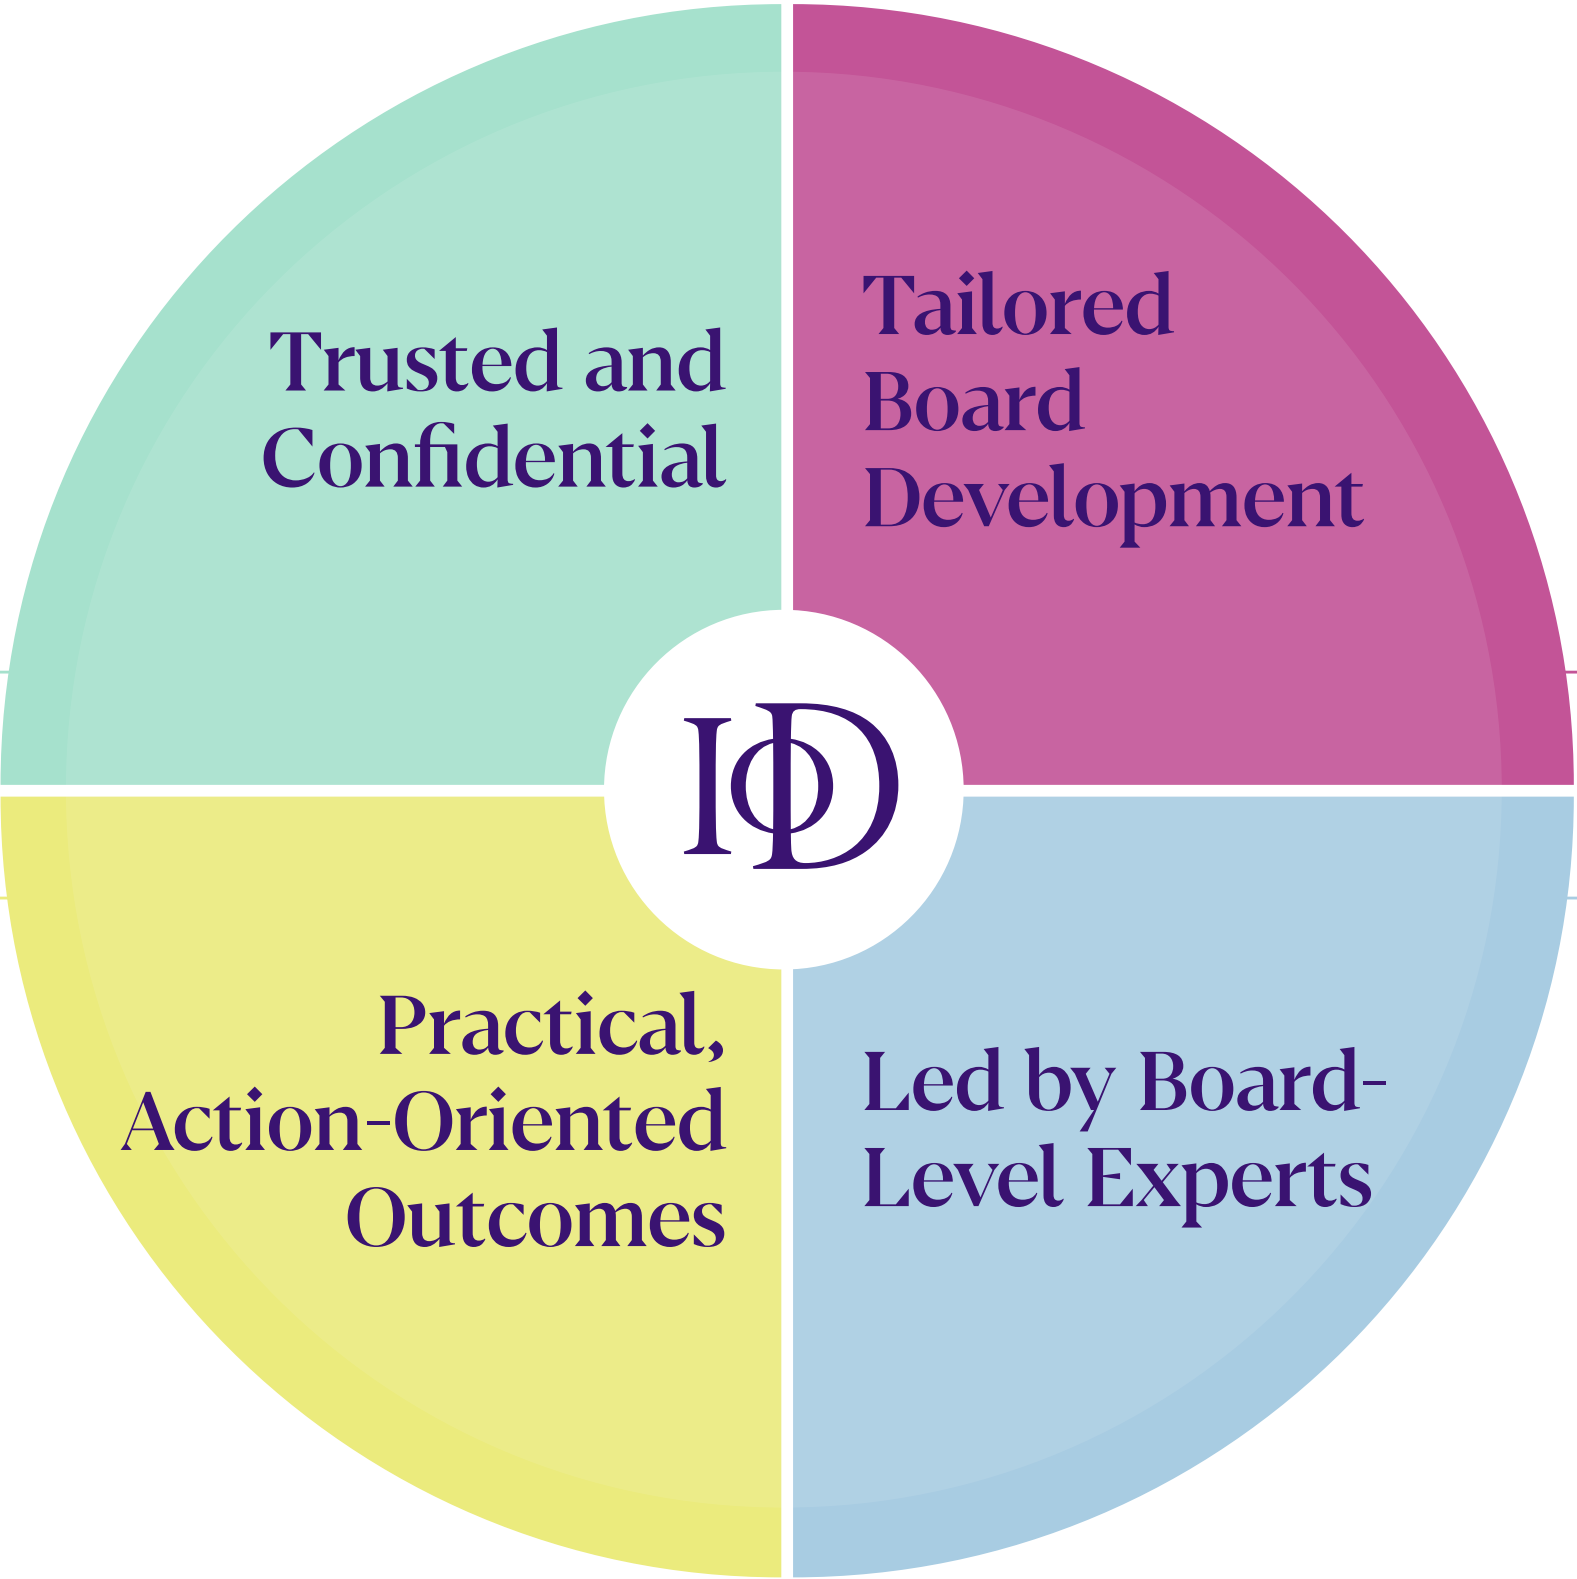 Trusted and
Confidential
Tailored
Board
Development
IOD
Practical,
Action-Oriented
Outcomes
Led by Board-
Level Experts